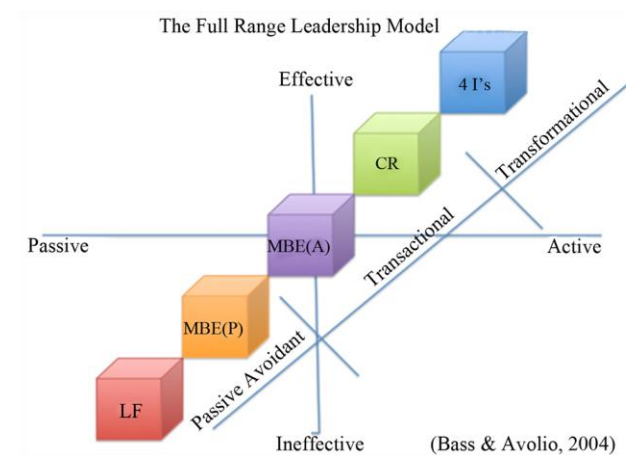 The Full Range Leadership Model
4 I's
Effective
Transformational
CR
MBE(A)
Passive
Transactional
Active
MBE(P)
Passive Avoidant
LF
Ineffective
(Bass & Avolio, 2004)